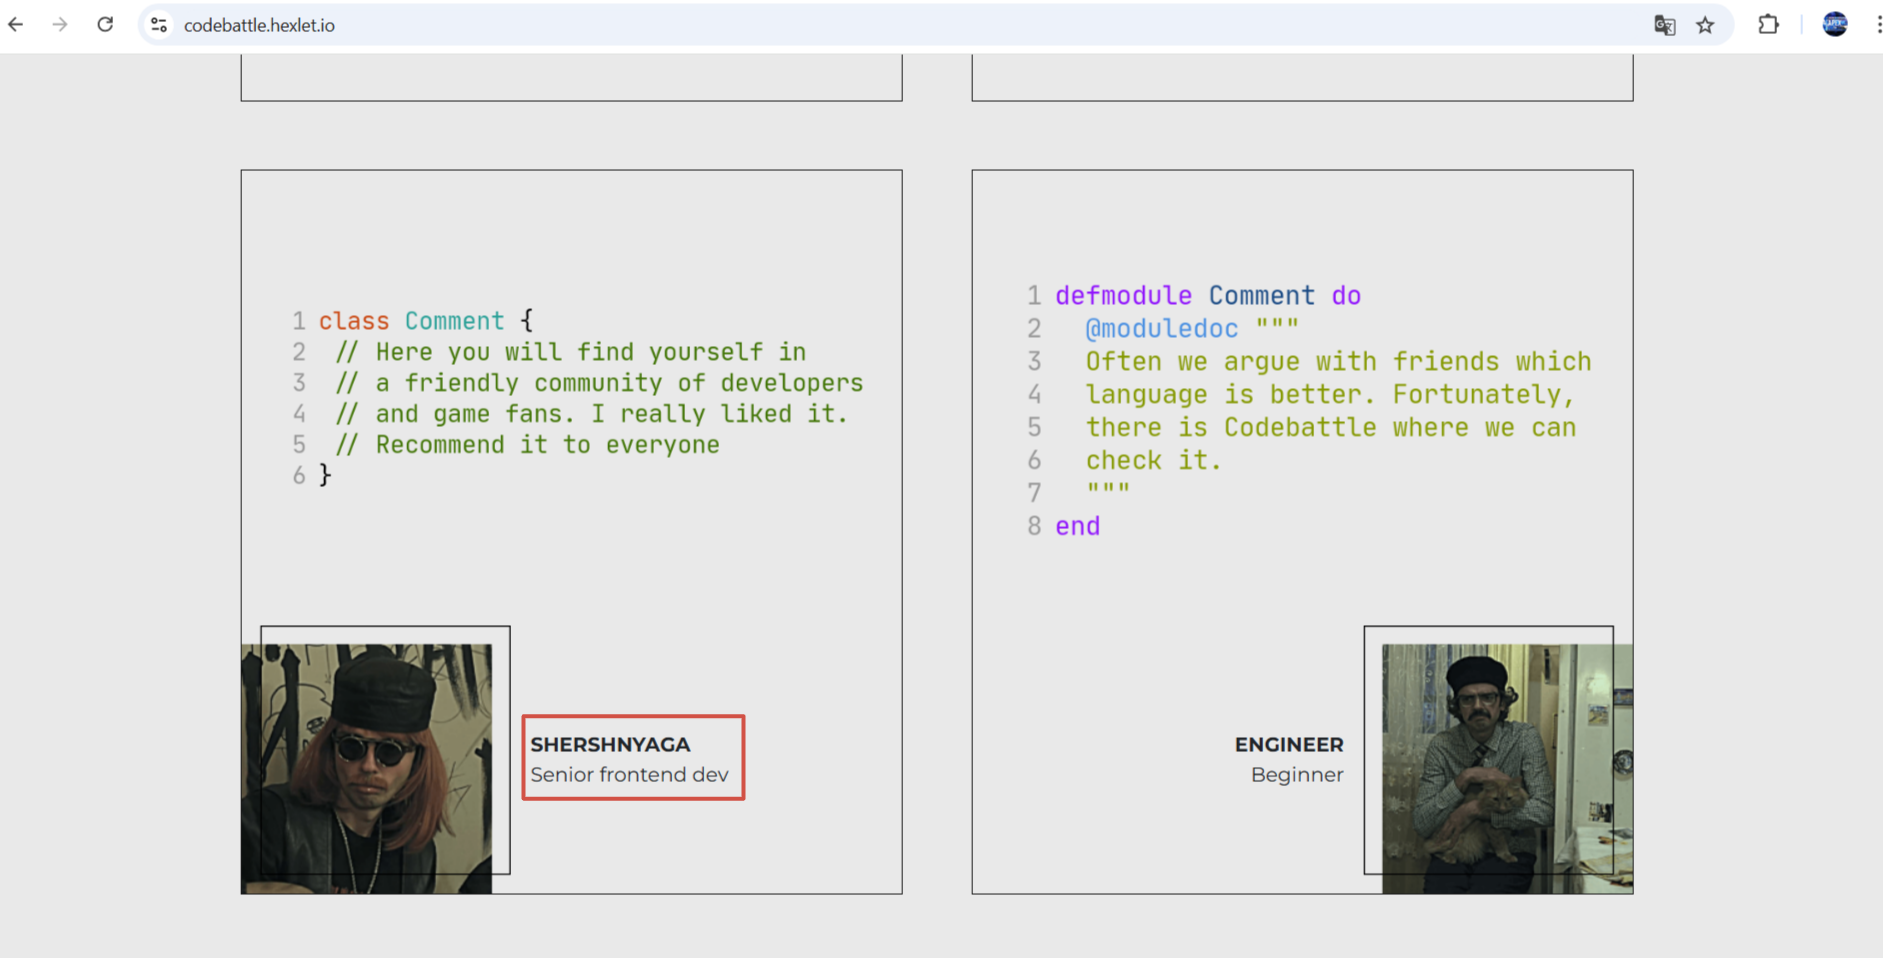 codebattle.hexlet.io
1 class Comment {
2 // Here you will find yourself in
3 // a friendly community of developers
4 // and game fans. I really liked it.
5 // Recommend it to everyone
6 }
SHERSHNYAGA
Senior frontend dev
1 defmodule Comment do
2 @moduledoc """
3 Often we argue with friends which
4 language is better. Fortunately,
5 there is Codebattle where we can
6 check it.
7 """
8 end
ENGINEER
Beginner